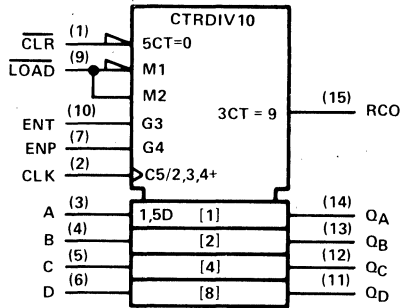 CTRDIV10
CLR (1) 5CT=0
LOAD (9) M1
M2
3CT = 9 (15) RCO
ENT (10) G3
ENP (7) G4
CLK (2) C5/2,3,4+
A (3) 1,5D [1] (14) QA
B (4) [2] (13) QB
C (5) [4] (12) QC
D (6) [8] (11) QD